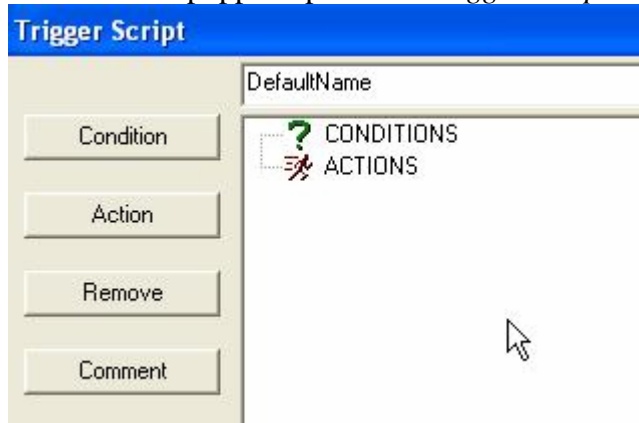 Trigger Script
DefaultName
Condition
CONDITIONS
ACTIONS
Action
Remove
Comment